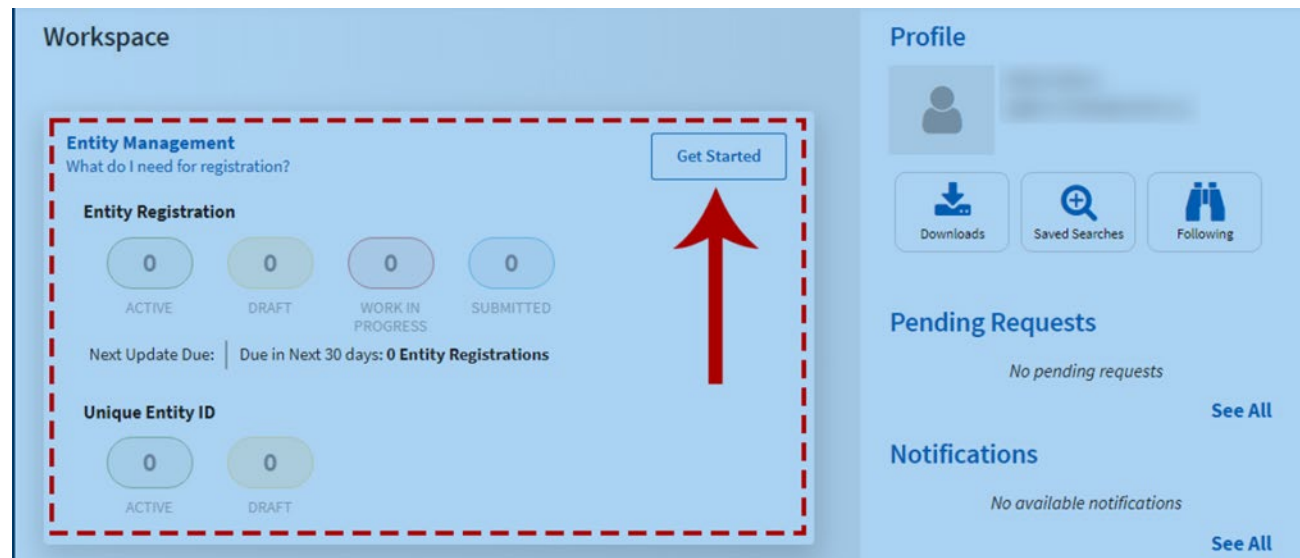 Workspace
Entity Management
What do I need for registration?
Get Started
Entity Registration
0 0 0 0
ACTIVE DRAFT WORK IN PROGRESS SUBMITTED
Next Update Due: Due in Next 30 days: 0 Entity Registrations
Unique Entity ID
0 0
ACTIVE DRAFT
Profile
Downloads Saved Searches Following
Pending Requests
No pending requests
See All
Notifications
No available notifications
See All